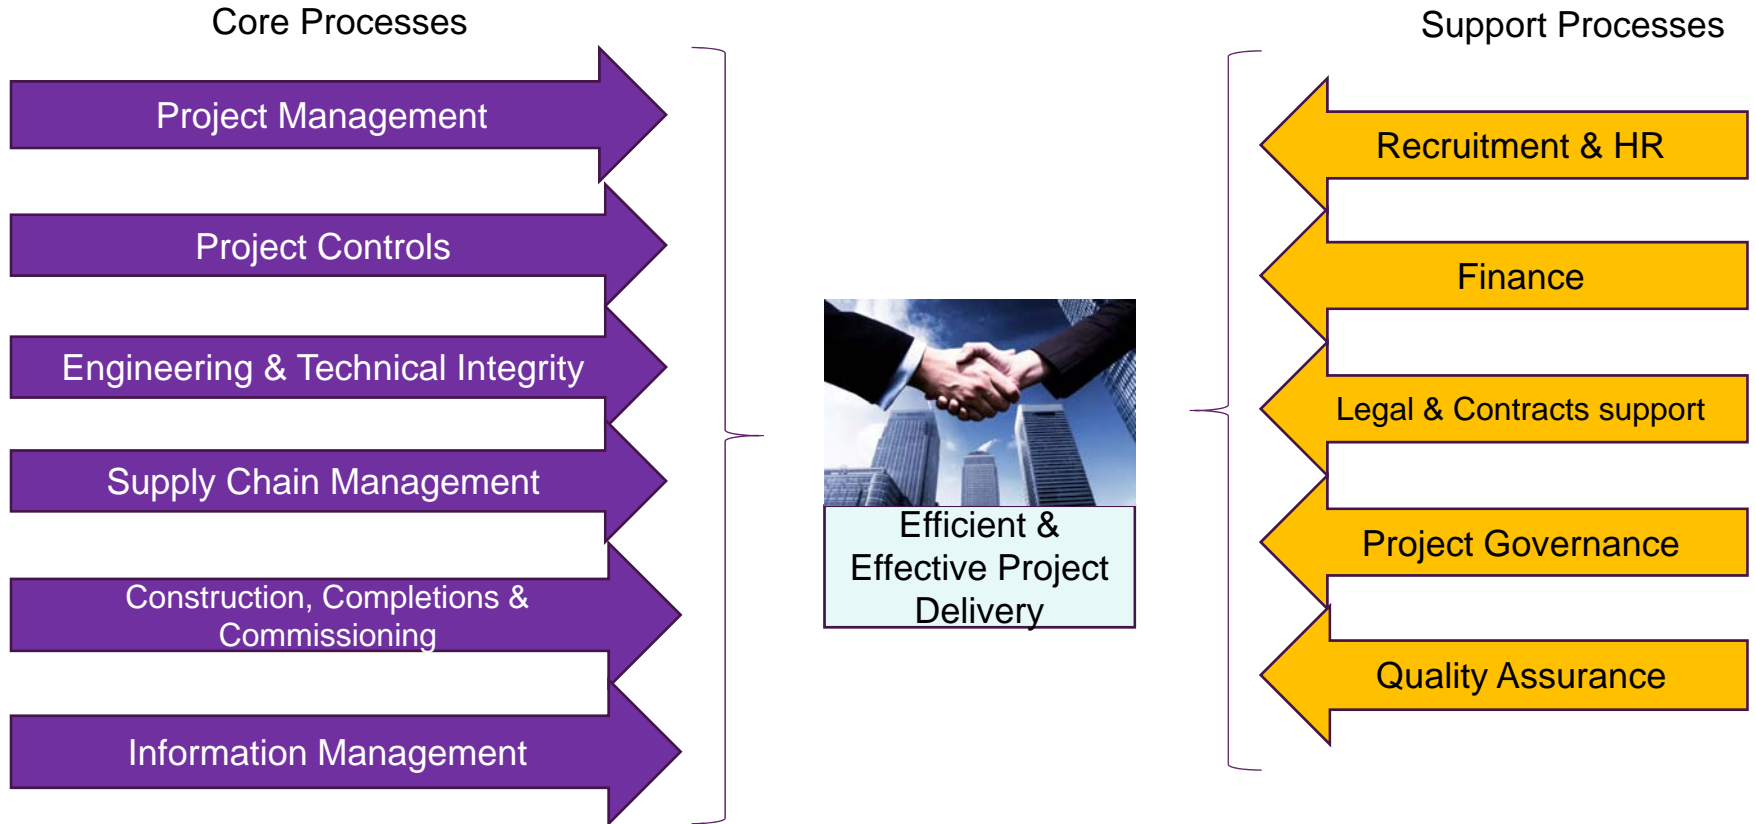 Core Processes
Project Management
Project Controls
Engineering & Technical Integrity
Supply Chain Management
Construction, Completions &
Commissioning
Information Management
Efficient &
Effective Project
Delivery
Support Processes
Recruitment & HR
Finance
Legal & Contracts support
Project Governance
Quality Assurance